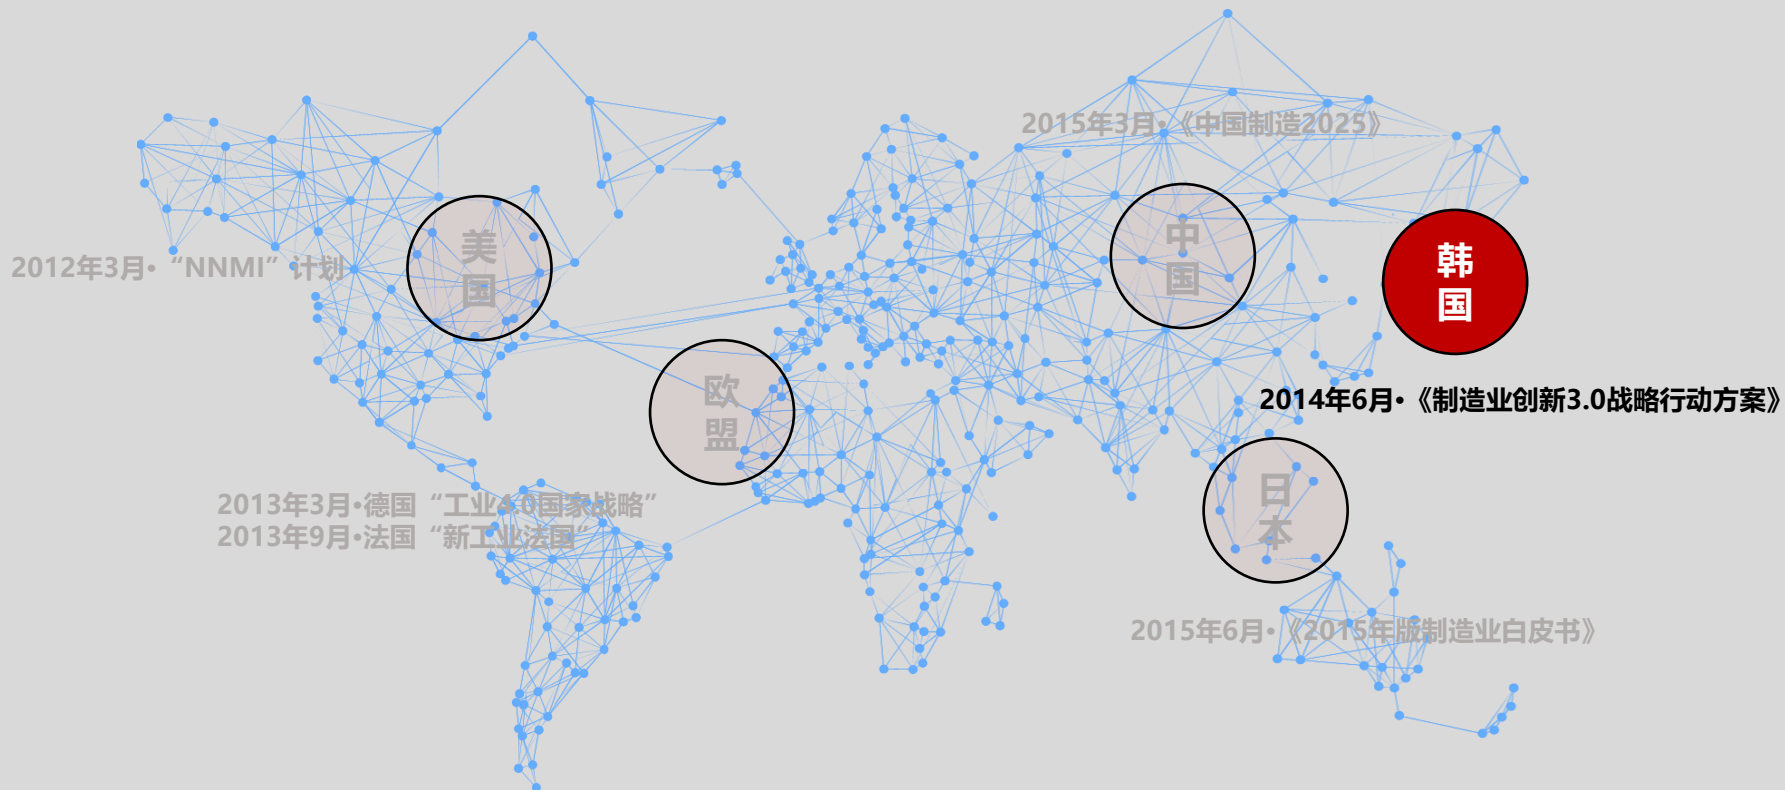 2015年3月•《中国制造2025》
美国
中国
韩国
2012年3月•“NNMI”计划
欧盟
2014年6月•《制造业创新3.0战略行动方案》
日本
2013年3月•德国“工业4.0国家战略”
2013年9月•法国“新工业法国”
2015年6月•《2015年版制造业白皮书》